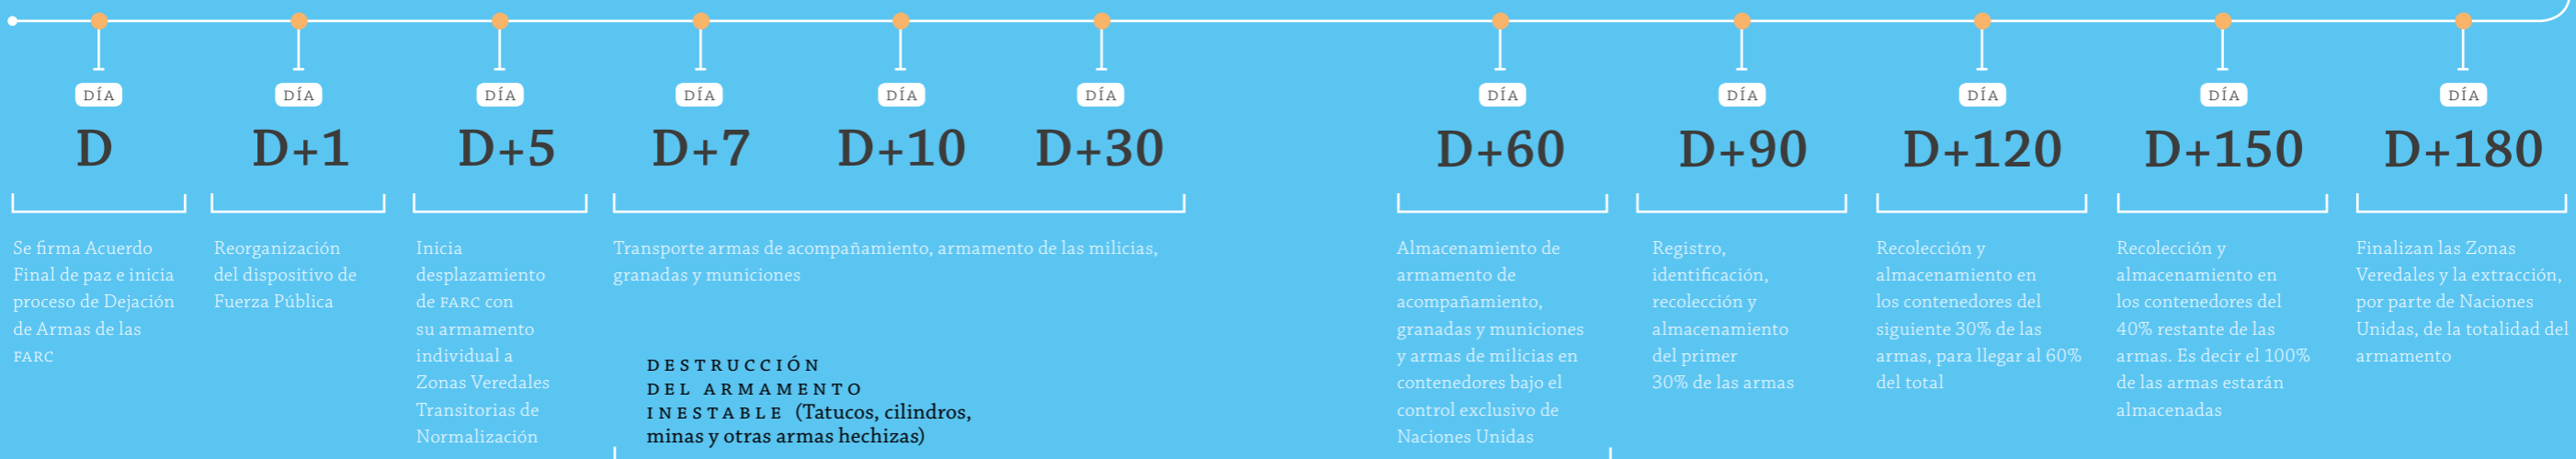 DÍA
D
Se firma Acuerdo
Final de paz e inicia
proceso de Dejación
de Armas de las
FARC
DÍA
D+1
Reorganización
del dispositivo de
Fuerza Pública
DÍA
D+5
Inicia
desplazamiento
de FARC con
su armamento
individual a
Zonas Veredales
Transitorias de
Normalización
DÍA
D+7
DÍA
D+10
DÍA
D+30
Transporte armas de acompañamiento, armamento de las milicias,
granadas y municiones
DESTRUCCIÓN
DEL ARMAMENTO
INESTABLE (Tatucos, cilindros,
minas y otras armas hechizas)
DÍA
D+60
Almacenamiento de
armamento de
acompañamiento,
granadas y municiones
y armas de milicias en
contenedores bajo el
control exclusivo de
Naciones Unidas
DÍA
D+90
Registro,
identificación,
recolección y
almacenamiento
del primer
30% de las armas
DÍA
D+120
Recolección y
almacenamiento en
los contenedores del
siguiente 30% de las
armas, para llegar al 60%
del total
DÍA
D+150
Recolección y
almacenamiento en
los contenedores del
40% restante de las
armas. Es decir el 100%
de las armas estarán
almacenadas
DÍA
D+180
Finalizan las Zonas
Veredales y la extracción,
por parte de Naciones
Unidas, de la totalidad del
armamento